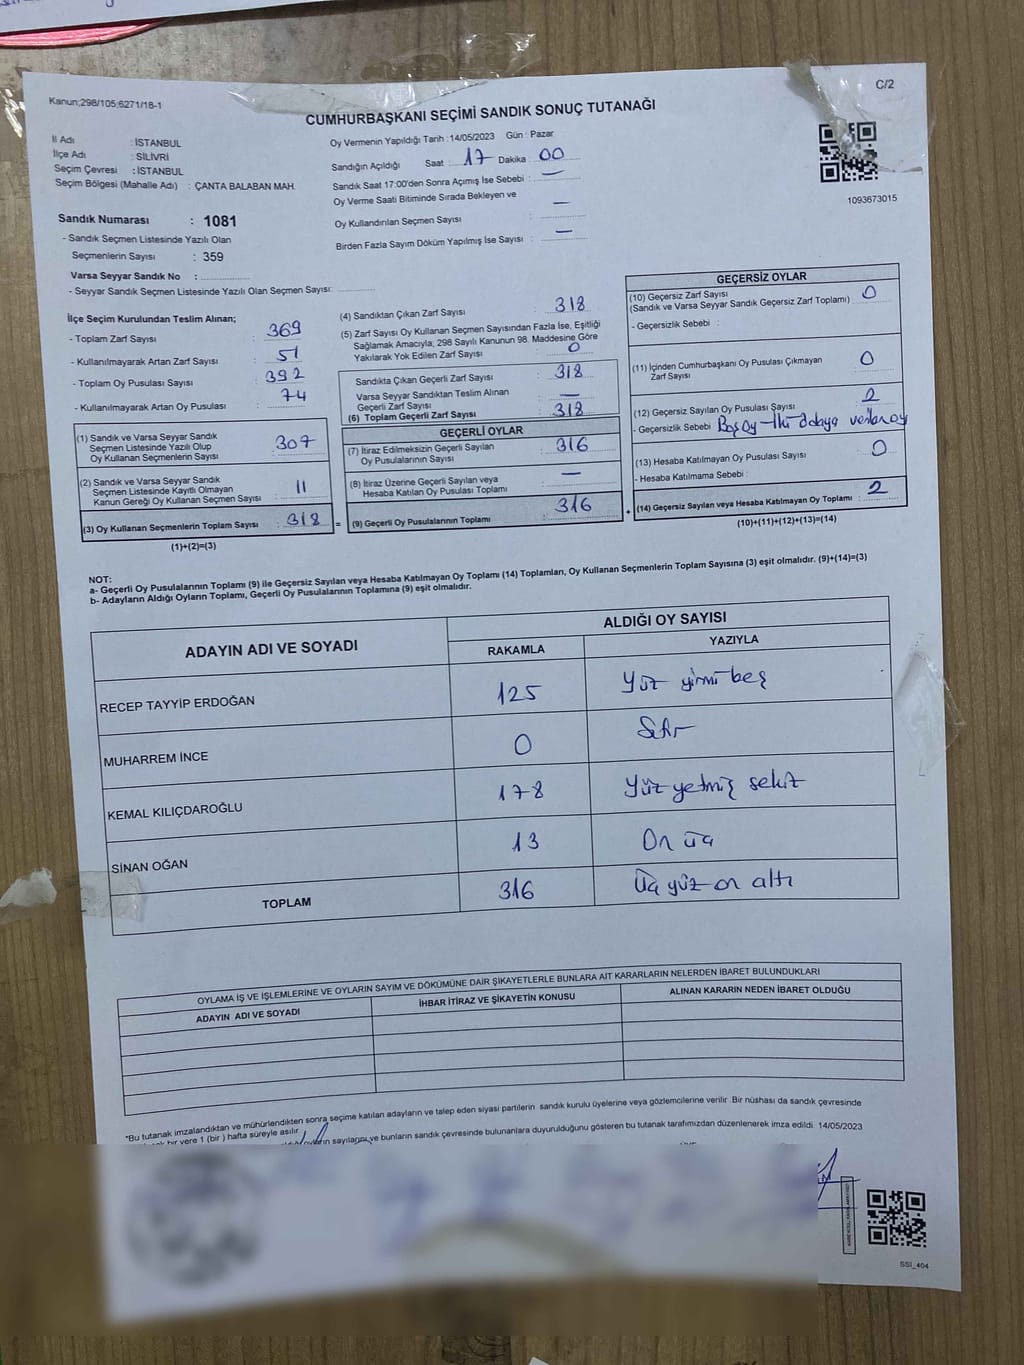 C/2
Kanun;298/105;6271/18-1
CUMHURBAŞKANI SEÇİMİ SANDIK SONUÇ TUTANAĞI
İl Adı : İSTANBUL
İlçe Adı : SİLİVRİ
Seçim Çevresi : İSTANBUL
Seçim Bölgesi (Mahalle Adı) : ÇANTA BALABAN MAH.
Sandık Numarası : 1081
- Sandık Seçmen Listesinde Yazılı Olan
Seçmenlerin Sayısı : 359
Varsa Seyyar Sandık No :
- Seyyar Sandık Seçmen Listesinde Yazılı Olan Seçmen Sayısı:
Oy Vermenin Yapıldığı Tarih : 14/05/2023 Gün : Pazar
Sandığın Açıldığı Saat : 17 Dakika : 00
Sandık Saat 17:00'den Sonra Açımış İse Sebebi : —
Oy Verme Saati Bitiminde Sırada Bekleyen ve
Oy Kullandırılan Seçmen Sayısı : —
Birden Fazla Sayım Döküm Yapılmış İse Sayısı : —
1093673015
İlçe Seçim Kurulundan Teslim Alınan;
- Toplam Zarf Sayısı : 369
- Kullanılmayarak Artan Zarf Sayısı : 51
- Toplam Oy Pusulası Sayısı : 392
- Kullanılmayarak Artan Oy Pusulası : 74
(1) Sandık ve Varsa Seyyar Sandık
Seçmen Listesinde Yazılı Olup
Oy Kullanan Seçmenlerin Sayısı : 307
(2) Sandık ve Varsa Seyyar Sandık
Seçmen Listesinde Kayıtlı Olmayan
Kanun Gereği Oy Kullanan Seçmen Sayısı : 11
(3) Oy Kullanan Seçmenlerin Toplam Sayısı : 318 =
(1)+(2)=(3)
(4) Sandıktan Çıkan Zarf Sayısı : 318
(5) Zarf Sayısı Oy Kullanan Seçmen Sayısından Fazla İse, Eşitliği
Sağlamak Amacıyla, 298 Sayılı Kanunun 98. Maddesine Göre
Yakılarak Yok Edilen Zarf Sayısı : 0
Sandıkta Çıkan Geçerli Zarf Sayısı : 318
Varsa Seyyar Sandıktan Teslim Alınan
Geçerli Zarf Sayısı : —
(6) Toplam Geçerli Zarf Sayısı : 318
GEÇERLİ OYLAR
(7) İtiraz Edilmeksizin Geçerli Sayılan
Oy Pusulalarının Sayısı : 316
(8) İtiraz Üzerine Geçerli Sayılan veya
Hesaba Katılan Oy Pusulası Toplamı : —
(9) Geçerli Oy Pusulalarının Toplamı : 316 +
GEÇERSİZ OYLAR
(10) Geçersiz Zarf Sayısı
(Sandık ve Varsa Seyyar Sandık Geçersiz Zarf Toplamı) : 0
- Geçersizlik Sebebi :
(11) İçinden Cumhurbaşkanı Oy Pusulası Çıkmayan
Zarf Sayısı : 0
(12) Geçersiz Sayılan Oy Pusulası Sayısı : 2
- Geçersizlik Sebebi : Boş oy - İki adaya verilen oy
(13) Hesaba Katılmayan Oy Pusulası Sayısı : 0
- Hesaba Katılmama Sebebi :
(14) Geçersiz Sayılan veya Hesaba Katılmayan Oy Toplamı : 2
(10)+(11)+(12)+(13)=(14)
NOT:
a- Geçerli Oy Pusulalarının Toplamı (9) ile Geçersiz Sayılan veya Hesaba Katılmayan Oy Toplamı (14) Toplamları, Oy Kullanan Seçmenlerin Toplam Sayısına (3) eşit olmalıdır. (9)+(14)=(3)
b- Adayların Aldığı Oyların Toplamı, Geçerli Oy Pusulalarının Toplamına (9) eşit olmalıdır.
ADAYIN ADI VE SOYADI ALDIĞI OY SAYISI
RAKAMLA YAZIYLA
RECEP TAYYİP ERDOĞAN 125 Yüz yirmi beş
MUHARREM İNCE 0 Sıfır
KEMAL KILIÇDAROĞLU 178 Yüz yetmiş sekiz
SİNAN OĞAN 13 On üç
TOPLAM 316 Üç yüz on altı
OYLAMA İŞ VE İŞLEMLERİNE VE OYLARIN SAYIM VE DÖKÜMÜNE DAİR ŞİKAYETLERLE BUNLARA AİT KARARLARIN NELERDEN İBARET BULUNDUKLARI
ADAYIN ADI VE SOYADI İHBAR İTİRAZ VE ŞİKAYETİN KONUSU ALINAN KARARIN NEDEN İBARET OLDUĞU
*Bu tutanak imzalandıktan ve mühürlendikten sonra seçime katılan adayların ve talep eden siyasi partilerin sandık kurulu üyelerine veya gözlemcilerine verilir. Bir nüshası da sandık çevresinde
bir yere 1 (bir ) hafta süreyle asılır.
sayılarını ve bunların sandık çevresinde bulunanlara duyurulduğunu gösteren bu tutanak tarafımızdan düzenlenerek imza edildi. 14/05/2023
SSI_404